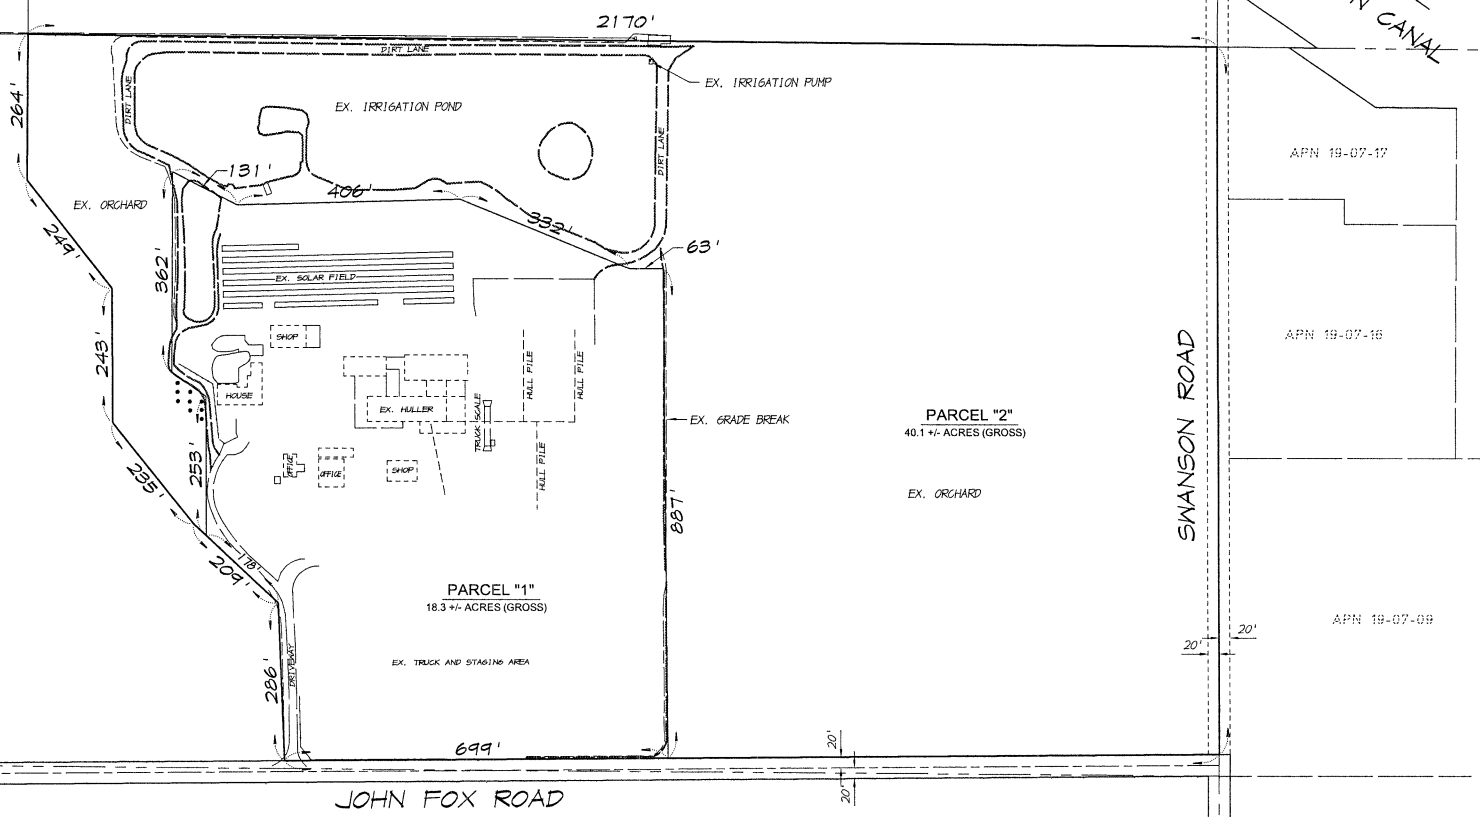 2170'
N CANAL
DIRT LANE
EX. IRRIGATION PUMP
264'
DIRT LANE
EX. IRRIGATION POND
DIRT LANE
APN 19-07-17
131'
406'
EX. ORCHARD
249'
332'
63'
362'
EX. SOLAR FIELD
SHOP
243'
HULL PILE
HULL PILE
APN 19-07-16
SWANSON ROAD
HOUSE
EX. HULLER
TRUCK SCALE
EX. GRADE BREAK
PARCEL "2"
40.1 +/- ACRES (GROSS)
253'
OFFICE
OFFICE
SHOP
HULL PILE
235'
EX. ORCHARD
887'
178'
209'
PARCEL "1"
18.3 +/- ACRES (GROSS)
APN 19-07-09
20'
20'
EX. TRUCK AND STAGING AREA
DRIVEWAY
286'
699'
20'
20'
JOHN FOX ROAD